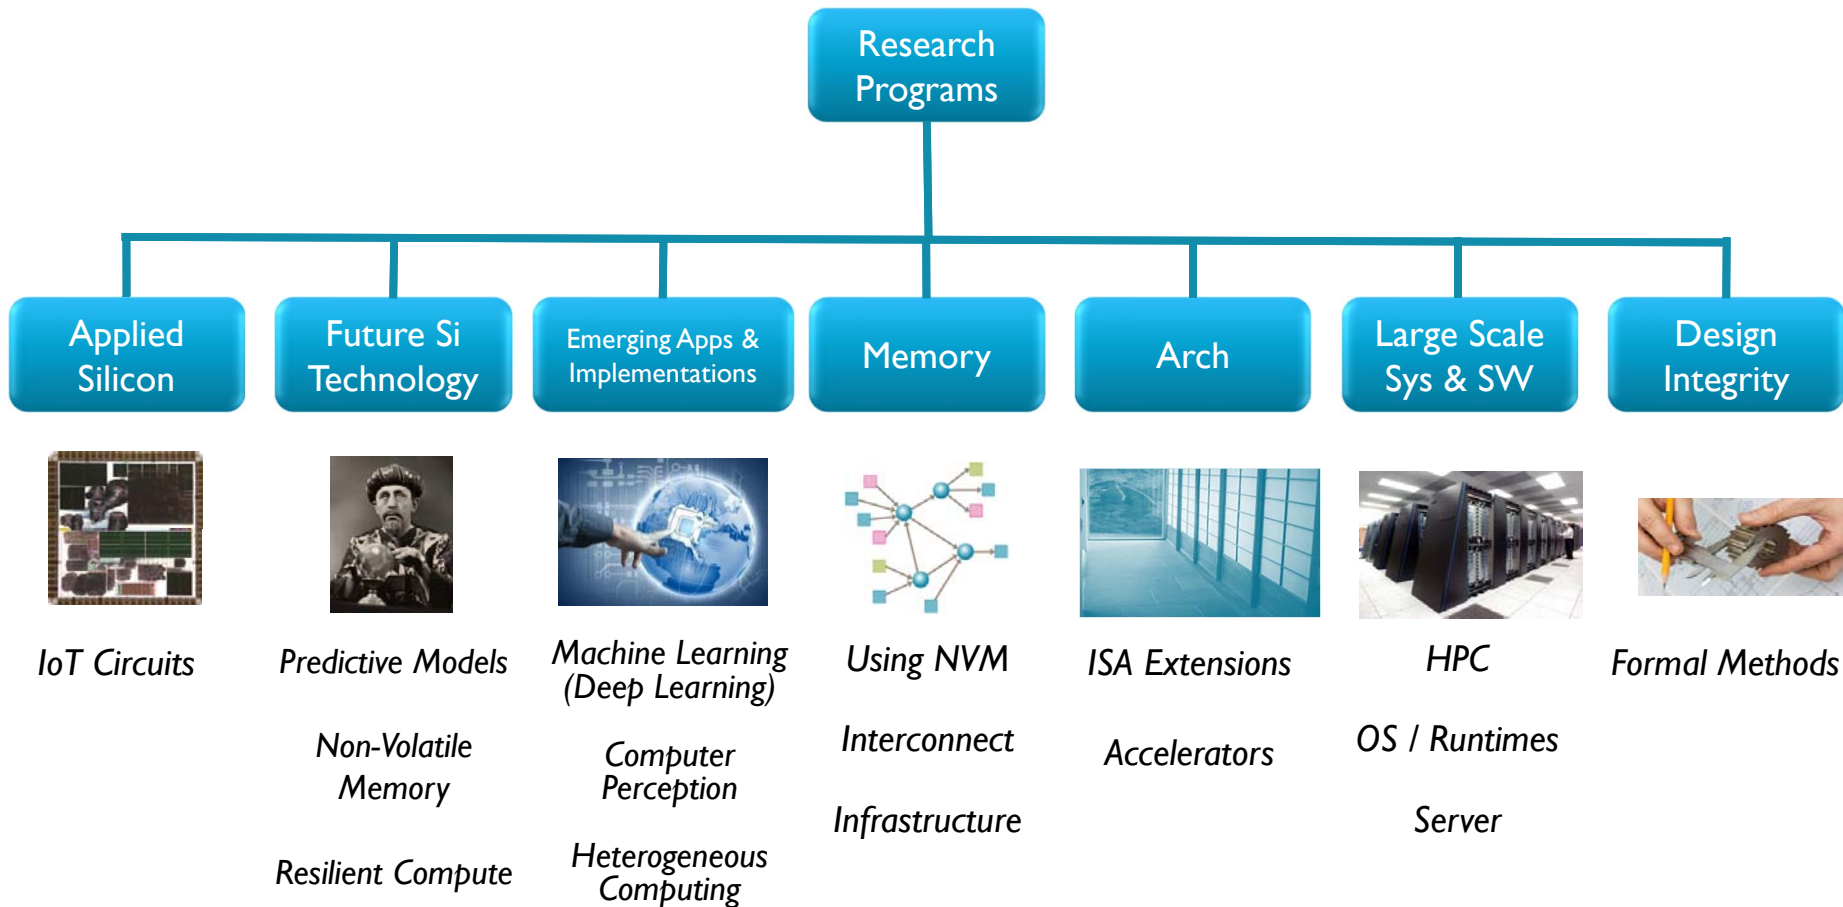 Research
Programs
Applied
Silicon
Future Si
Technology
Emerging Apps &
Implementations
Memory
Arch
Large Scale
Sys & SW
Design
Integrity
IoT Circuits
Predictive Models
Non-Volatile
Memory
Resilient Compute
Machine Learning
(Deep Learning)
Computer
Perception
Heterogeneous
Computing
Using NVM
Interconnect
Infrastructure
ISA Extensions
Accelerators
HPC
OS / Runtimes
Server
Formal Methods